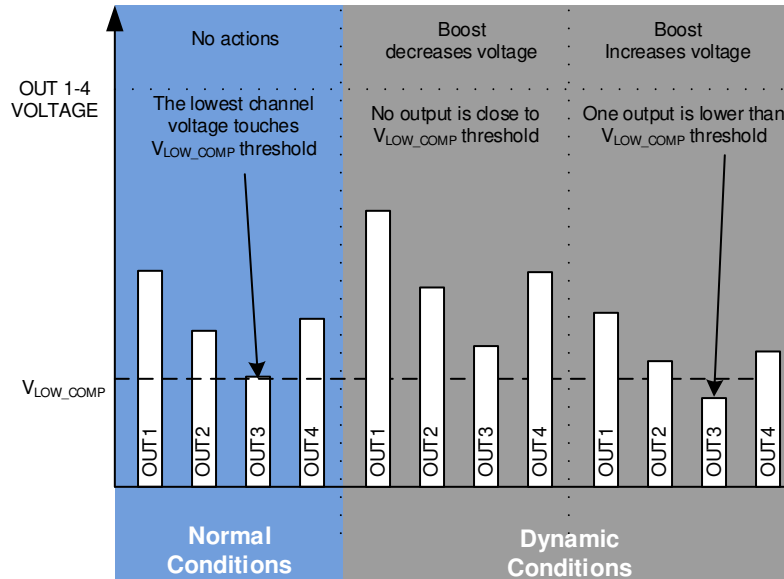 OUT 1-4
VOLTAGE
No actions
The lowest channel
voltage touches
VLOW_COMP threshold
Boost
decreases voltage
No output is close to
VLOW_COMP threshold
Boost
Increases voltage
One output is lower than
VLOW_COMP threshold
VLOW_COMP
OUT1
OUT2
OUT3
OUT4
OUT1
OUT2
OUT3
OUT4
OUT1
OUT2
OUT3
OUT4
Normal
Conditions
Dynamic
Conditions